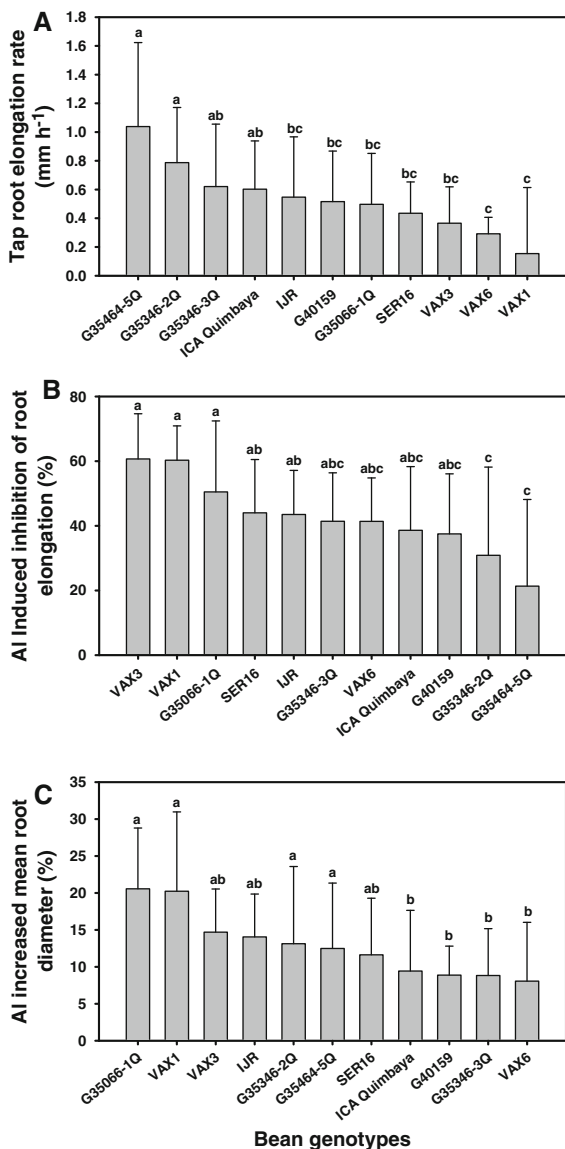 A
Tap root elongation rate
(mm h⁻¹)
1.8
1.6
1.4
1.2
1.0
0.8
0.6
0.4
0.2
0.0
a
a
ab
ab
bc
bc
bc
bc
bc
c
c
G35464-5Q
G35346-2Q
G35346-3Q
ICA Quimbaya
IJR
G40159
G35066-1Q
SER16
VAX3
VAX6
VAX1
B
Al Induced inhibition of root
elongation (%)
80
60
40
20
0
a
a
a
ab
ab
abc
abc
abc
abc
c
c
VAX3
VAX1
G35066-1Q
SER16
IJR
G35346-3Q
VAX6
ICA Quimbaya
G40159
G35346-2Q
G35464-5Q
C
Al increased mean root
diameter (%)
35
30
25
20
15
10
5
0
a
a
ab
ab
a
a
ab
b
b
b
b
G35066-1Q
VAX1
VAX3
IJR
G35346-2Q
G35464-5Q
SER16
ICA Quimbaya
G40159
G35346-3Q
VAX6
Bean genotypes